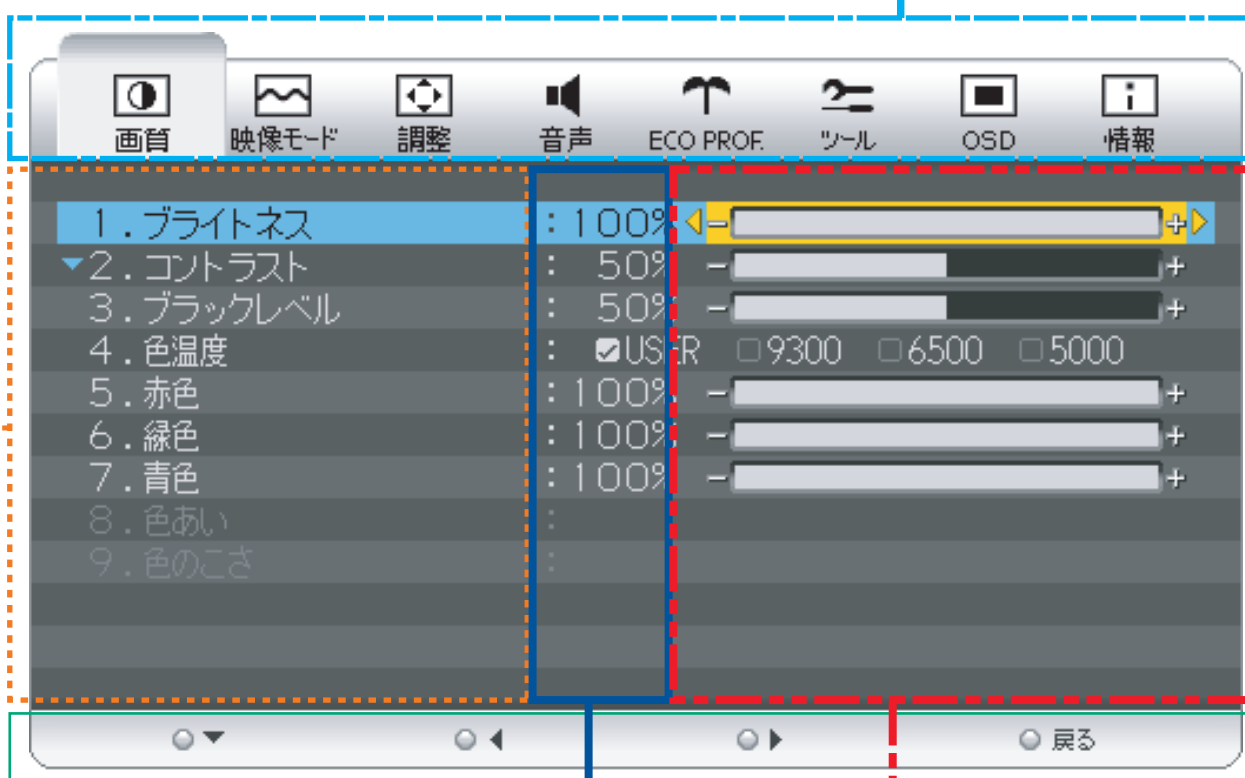 画質 映像モード 調整 音声 ECO PROF. ツール OSD 情報
1.ブライトネス : 100% − +
2.コントラスト : 50% − +
3.ブラックレベル : 50% − +
4.色温度 : USER 9300 6500 5000
5.赤色 : 100% − +
6.緑色 : 100% − +
7.青色 : 100% − +
8.色あい :
9.色のこさ :
戻る